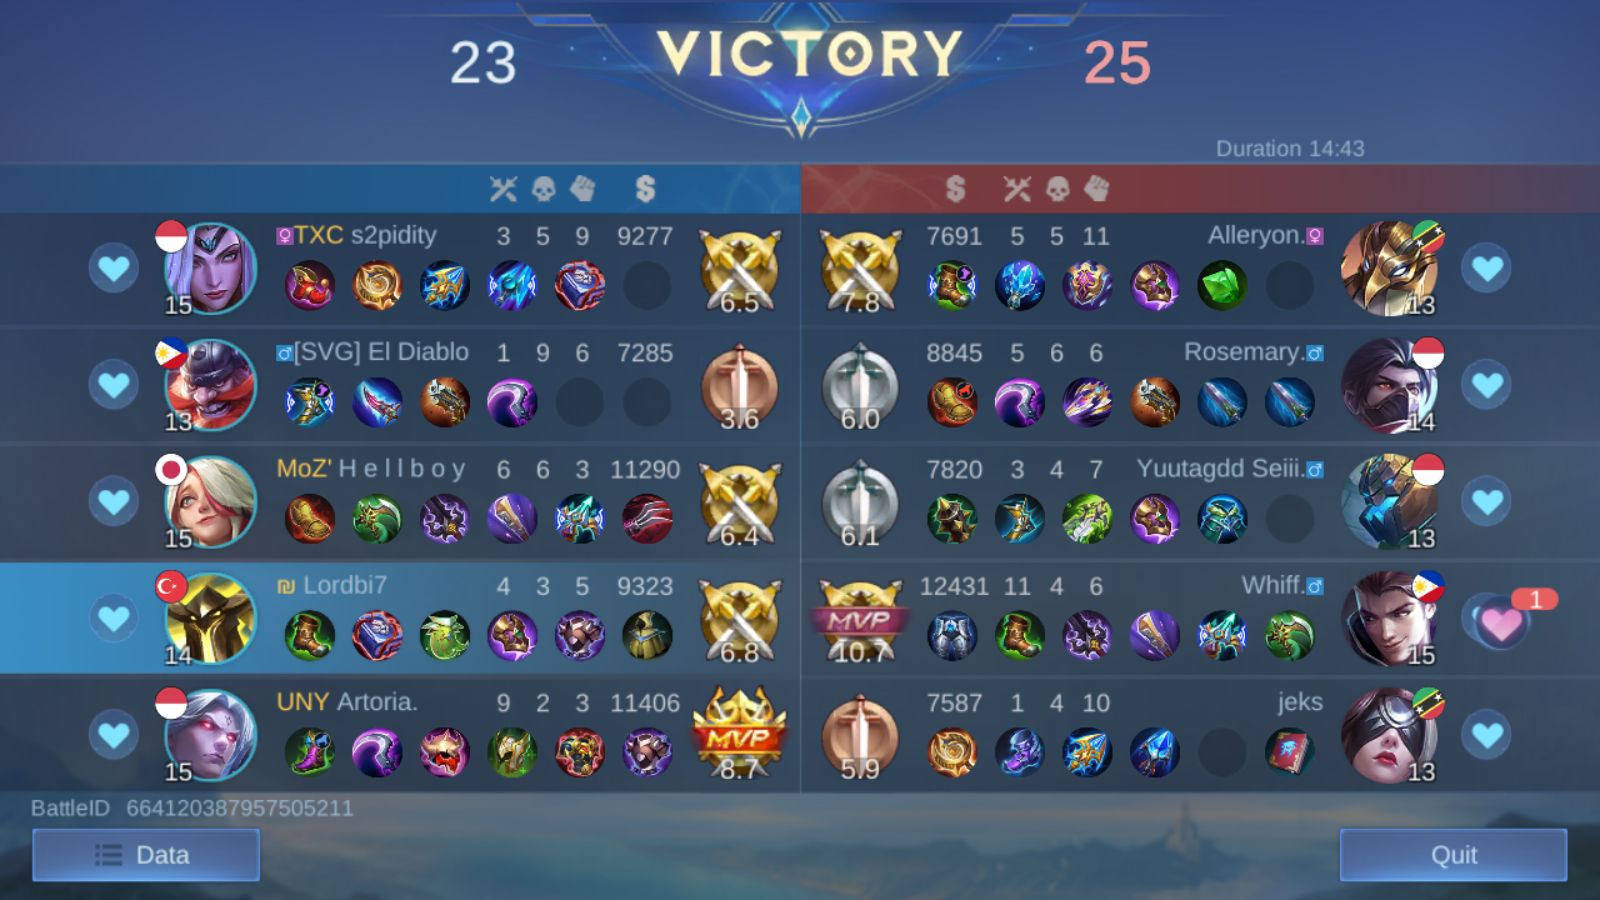 23 VICTORY 25
Duration 14:43
TXC s2pidity 3 5 9 9277
15 6.5
7.8 7691 5 5 11 Alleryon.
13
[SVG] El Diablo 1 9 6 7285
13 3.6
6.0 8845 5 6 6 Rosemary.
14
MoZ' H e l l b o y 6 6 3 11290
15 6.4
6.1 7820 3 4 7 Yuutagdd Seiii.
13
Lordbi7 4 3 5 9323
14 6.8
MVP 10.7 12431 11 4 6 Whiff. 1
15
UNY Artoria. 9 2 3 11406
15 MVP 8.7
5.9 7587 1 4 10 jeks
13
BattleID 664120387957505211
Data Quit